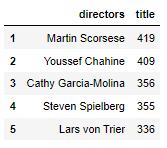 directors title
1 Martin Scorsese 419
2 Youssef Chahine 409
3 Cathy Garcia-Molina 356
4 Steven Spielberg 355
5 Lars von Trier 336